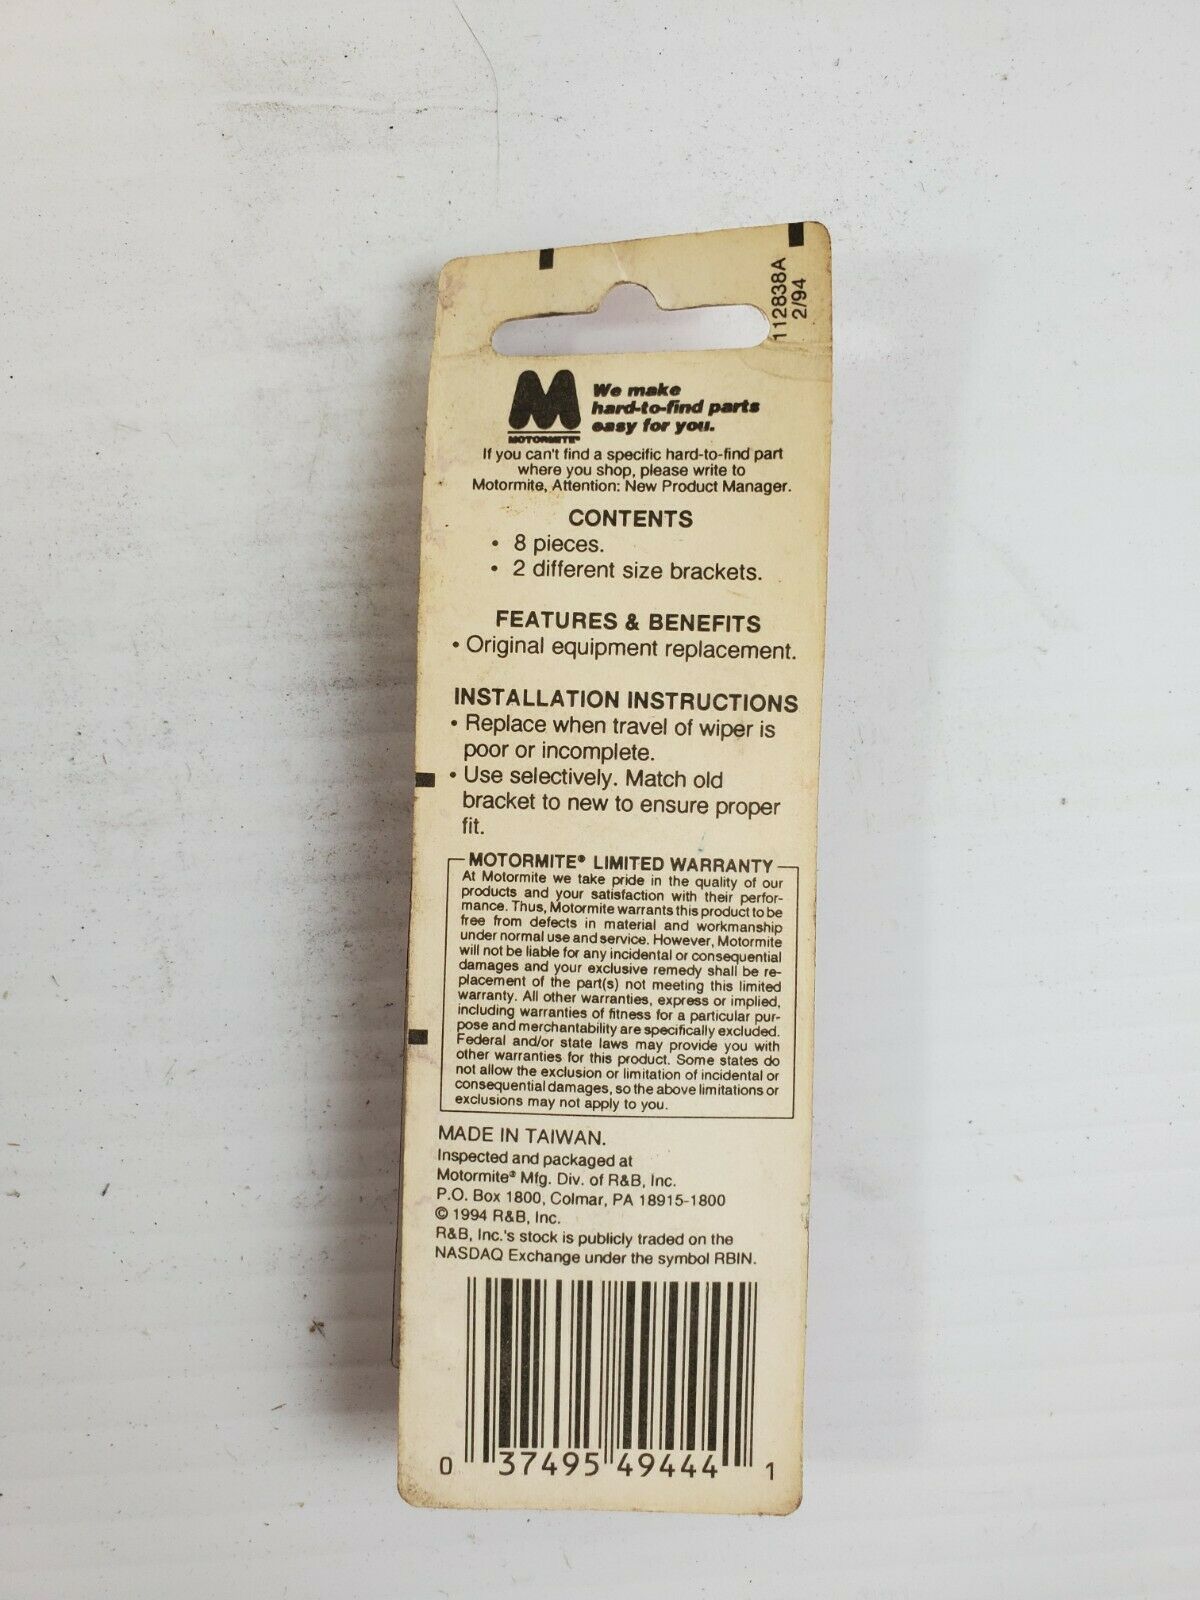 112838A
2/94
We make
hard-to-find parts
easy for you.
MOTORMITE®
If you can't find a specific hard-to-find part
where you shop, please write to
Motormite, Attention: New Product Manager.
CONTENTS
• 8 pieces.
• 2 different size brackets.
FEATURES & BENEFITS
• Original equipment replacement.
INSTALLATION INSTRUCTIONS
• Replace when travel of wiper is
poor or incomplete.
• Use selectively. Match old
bracket to new to ensure proper
fit.
MOTORMITE® LIMITED WARRANTY
At Motormite we take pride in the quality of our
products and your satisfaction with their perfor-
mance. Thus, Motormite warrants this product to be
free from defects in material and workmanship
under normal use and service. However, Motormite
will not be liable for any incidental or consequential
damages and your exclusive remedy shall be re-
placement of the part(s) not meeting this limited
warranty. All other warranties, express or implied,
including warranties of fitness for a particular pur-
pose and merchantability are specifically excluded.
Federal and/or state laws may provide you with
other warranties for this product. Some states do
not allow the exclusion or limitation of incidental or
consequential damages, so the above limitations or
exclusions may not apply to you.
MADE IN TAIWAN.
Inspected and packaged at
Motormite® Mfg. Div. of R&B, Inc.
P.O. Box 1800, Colmar, PA 18915-1800
© 1994 R&B, Inc.
R&B, Inc.'s stock is publicly traded on the
NASDAQ Exchange under the symbol RBIN.
0 37495 49444 1